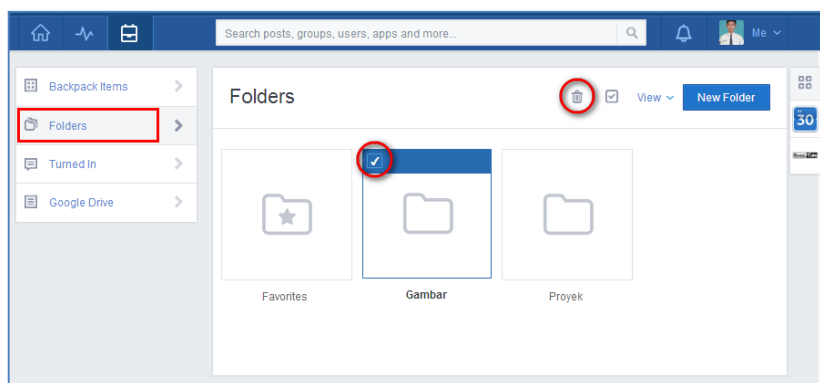 Search posts, groups, users, apps and more...
Me
Backpack Items
Folders
Turned In
Google Drive
Folders
View
New Folder
Favorites
Gambar
Proyek
30